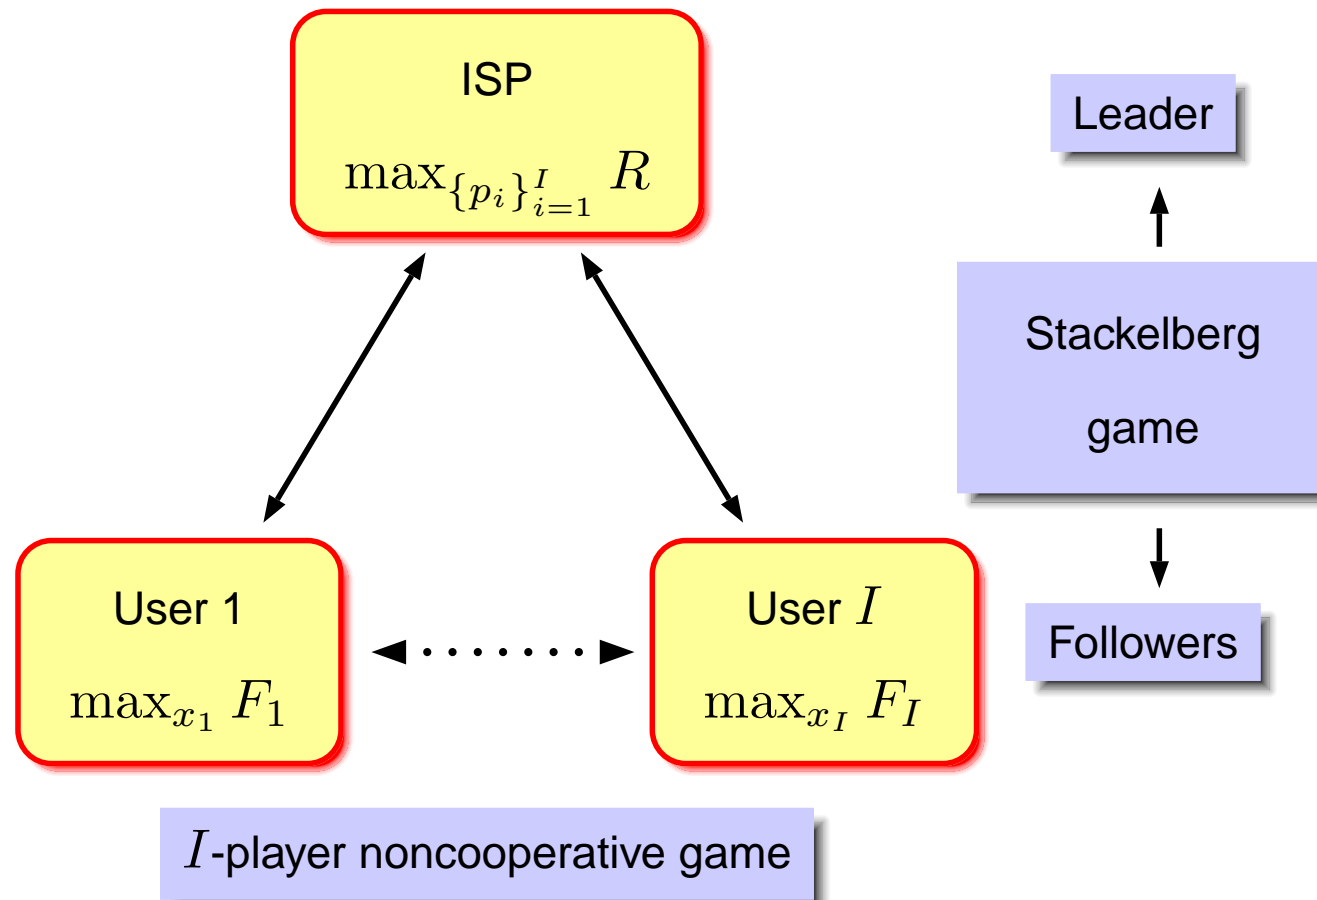 ISP
max_{\{p_i\}_{i=1}^{I}} R
Leader
Stackelberg
game
User 1
max_{x_1} F_1
User I
max_{x_I} F_I
Followers
I-player noncooperative game